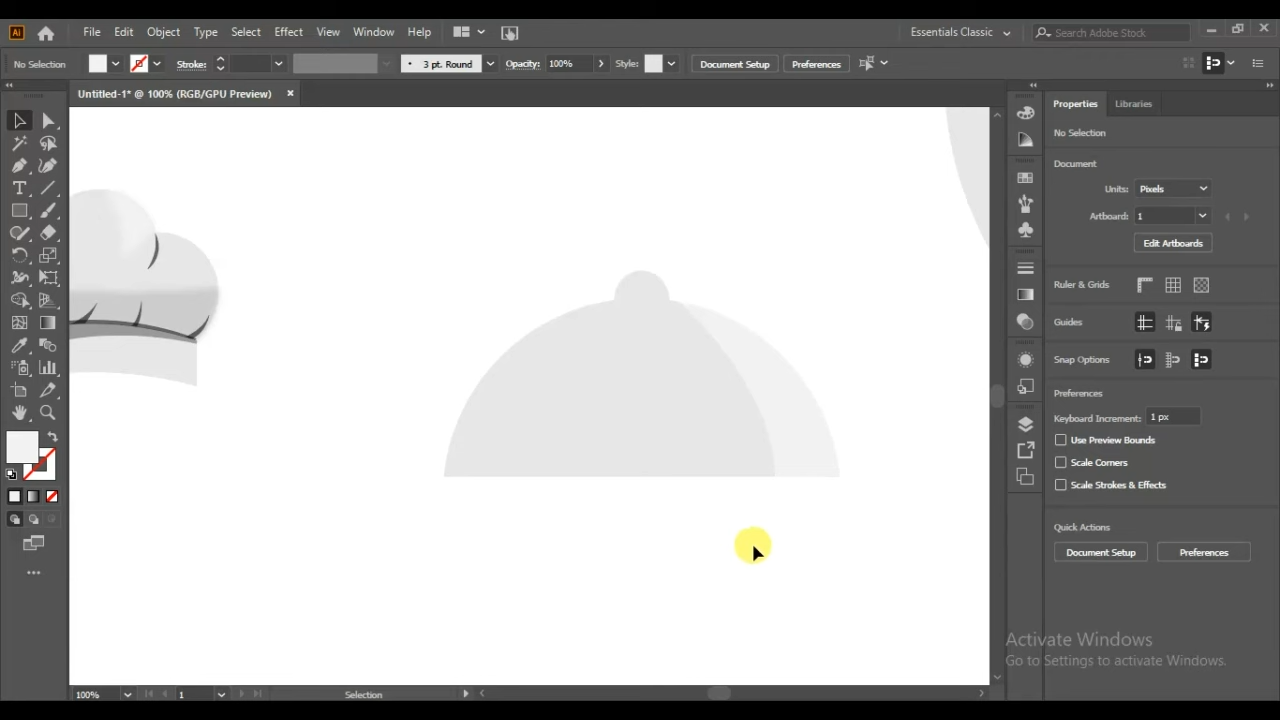 Ai File Edit Object Type Select Effect View Window Help Essentials Classic Search Adobe Stock
No Selection Stroke: 3 pt. Round Opacity: 100% Style: Document Setup Preferences
Untitled-1* @ 100% (RGB/GPU Preview)
Properties Libraries
No Selection
Document
Units: Pixels
Artboard: 1
Edit Artboards
Ruler & Grids
Guides
Snap Options
Preferences
Keyboard Increment: 1 px
Use Preview Bounds
Scale Corners
Scale Strokes & Effects
Quick Actions
Document Setup Preferences
Activate Windows
Go to Settings to activate Windows.
100% 1 Selection